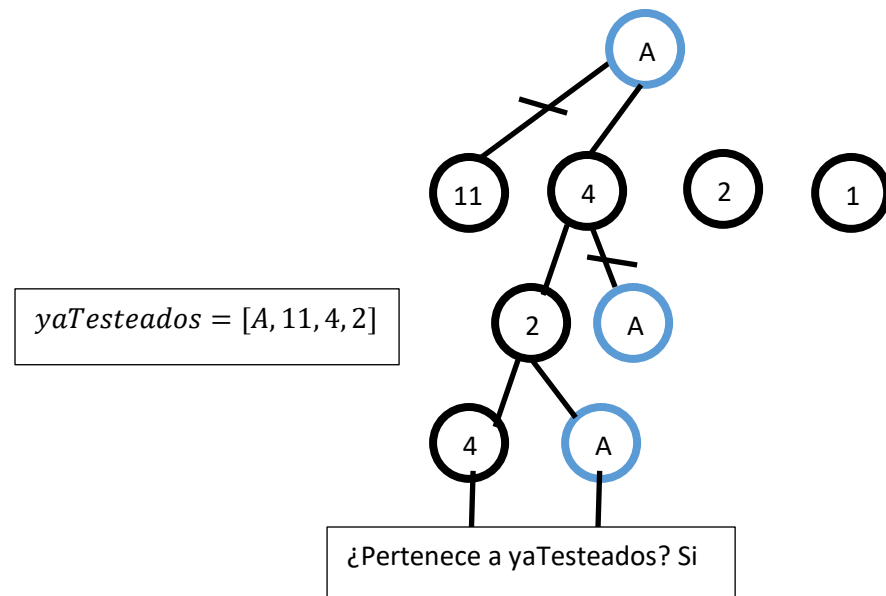 A
11 4 2 1
yaTesteados = [A, 11, 4, 2]
2 A
4 A
¿Pertenece a yaTesteados? Si